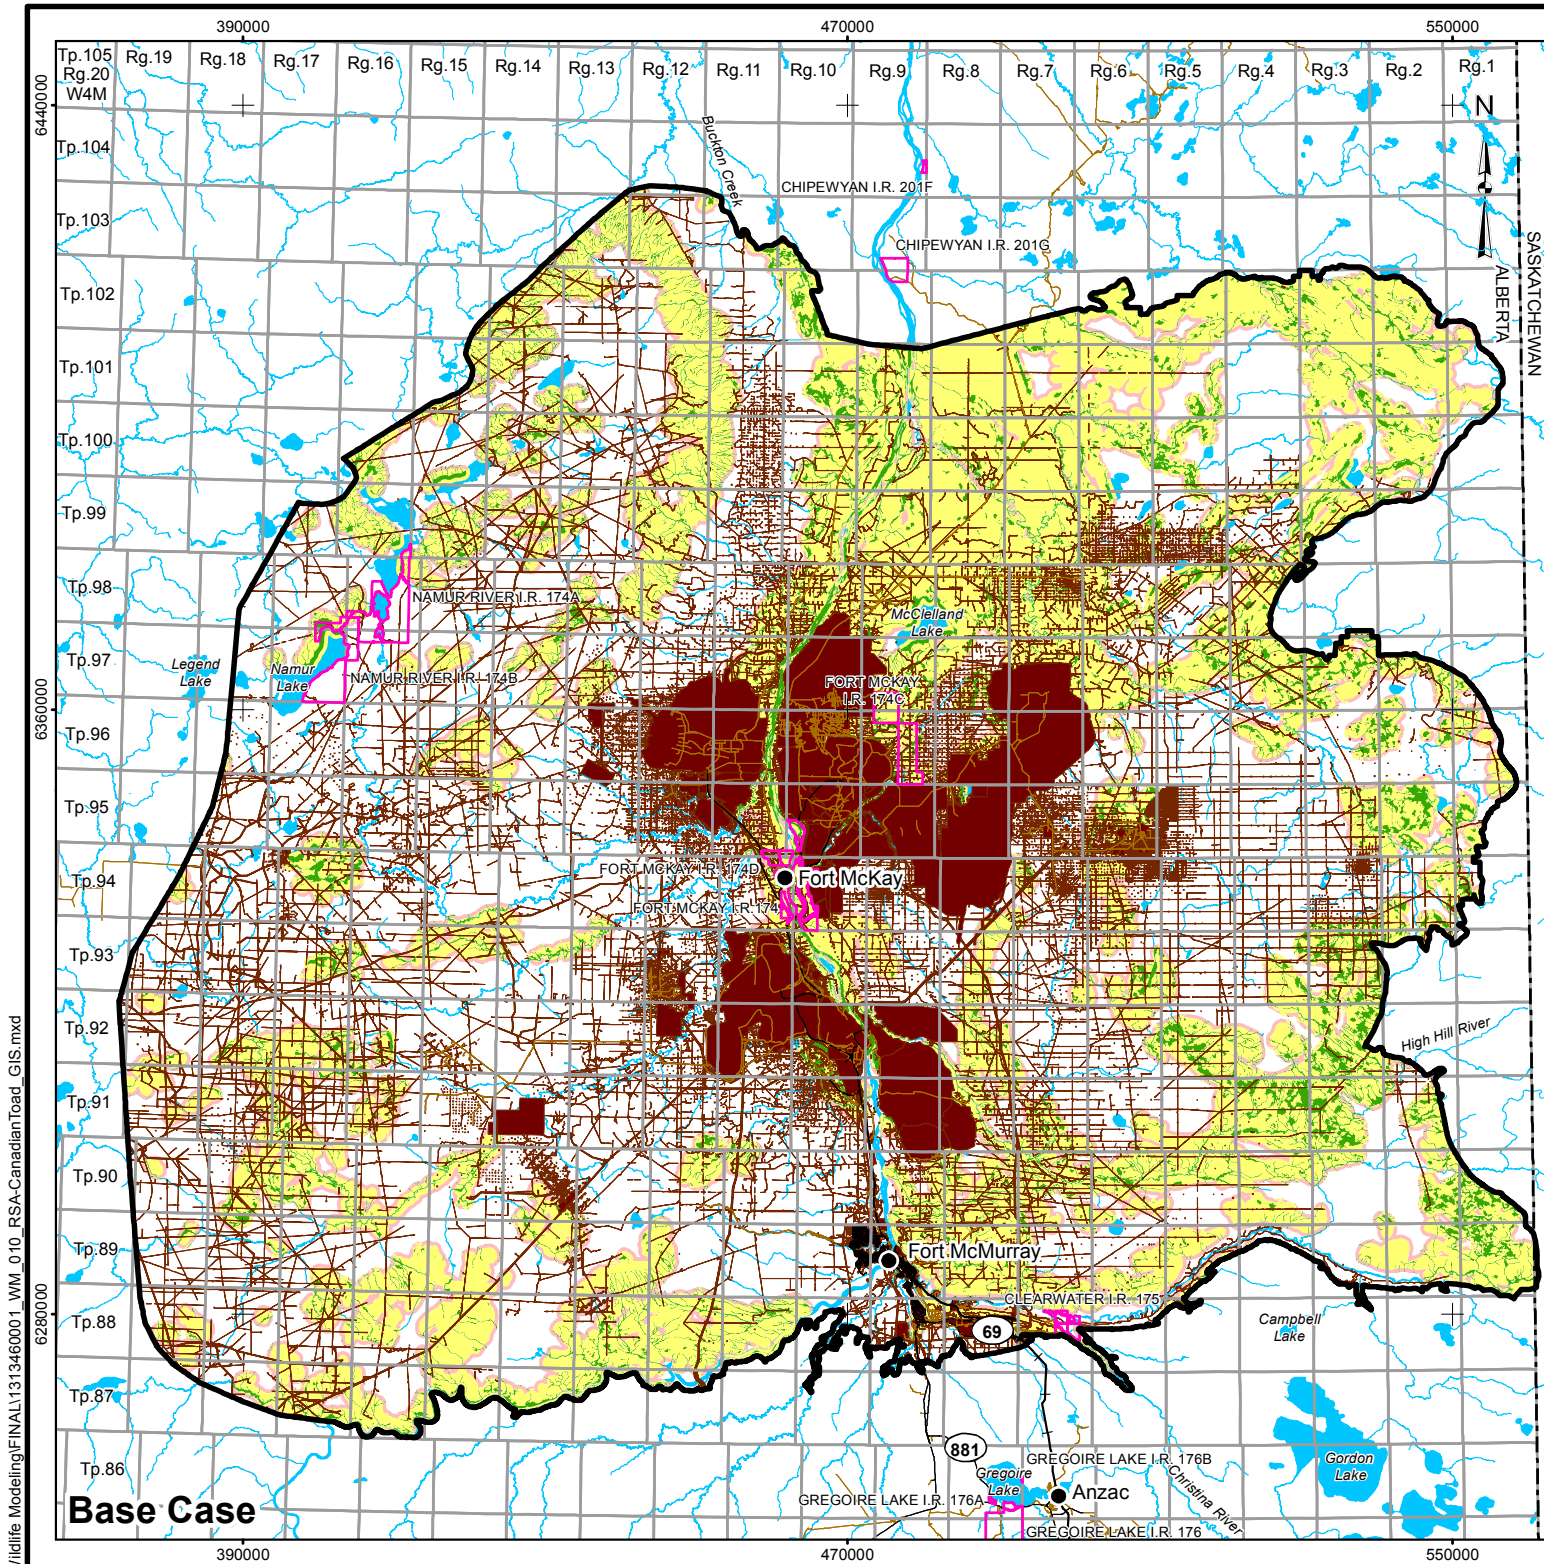 390000
470000
550000
Tp.105
Rg.20
W4M
Rg.19
Rg.18
Rg.17
Rg.16
Rg.15
Rg.14
Rg.13
Rg.12
Rg.11
Rg.10
Rg.9
Rg.8
Rg.7
Rg.6
Rg.5
Rg.4
Rg.3
Rg.2
Rg.1
6440000
N
Tp.104
Buckton Creek
CHIPEWYAN I.R. 201F
Tp.103
CHIPEWYAN I.R. 201G
SASKATCHEWAN
ALBERTA
Tp.102
Tp.101
Tp.100
Tp.99
Tp.98
NAMUR RIVER I.R. 174A
McClelland
Lake
Tp.97
Legend
Lake
Namur
Lake
NAMUR RIVER I.R. 174B
FORT MCKAY
I.R. 174C
6360000
Tp.96
Tp.95
Tp.94
FORT MCKAY I.R. 174D
Fort McKay
FORT MCKAY I.R. 174
Tp.93
Tp.92
High Hill River
Tp.91
Tp.90
Tp.89
Fort McMurray
CLEARWATER I.R. 175
6280000
Tp.88
69
Campbell
Lake
Tp.87
881
GREGOIRE LAKE I.R. 176B
Gregoire
Lake
Christina River
Gordon
Lake
Tp.86
GREGOIRE LAKE I.R. 176A
Anzac
Base Case
GREGOIRE LAKE I.R. 176
390000
470000
550000
Modeling\FINAL\1313460001_WM_010_RSA-CanadianToad_GIS.mxd